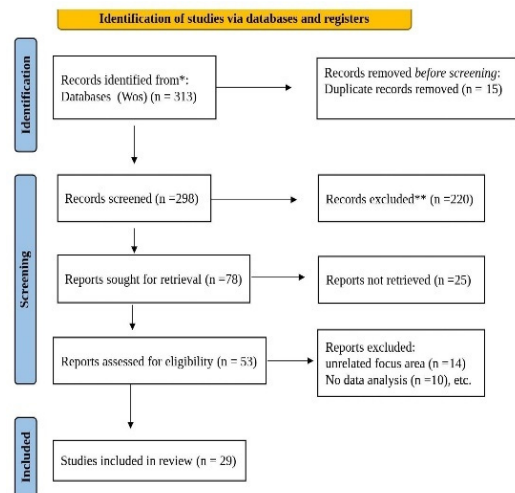 Identification of studies via databases and registers
Identification
Records identified from*:
Databases (Wos) (n = 313)
Records removed before screening:
Duplicate records removed (n = 15)
Screening
Records screened (n =298)
Records excluded** (n =220)
Reports sought for retrieval (n =78)
Reports not retrieved (n =25)
Reports assessed for eligibility (n = 53)
Reports excluded:
unrelated focus area (n =14)
No data analysis (n =10), etc.
Included
Studies included in review (n = 29)